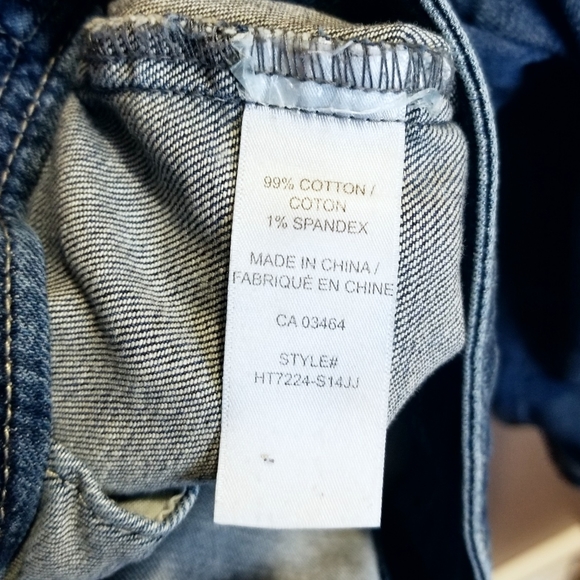 99% COTTON /
COTON
1% SPANDEX
MADE IN CHINA /
FABRIQUÉ EN CHINE
CA 03464
STYLE#
HT7224-S14JJ